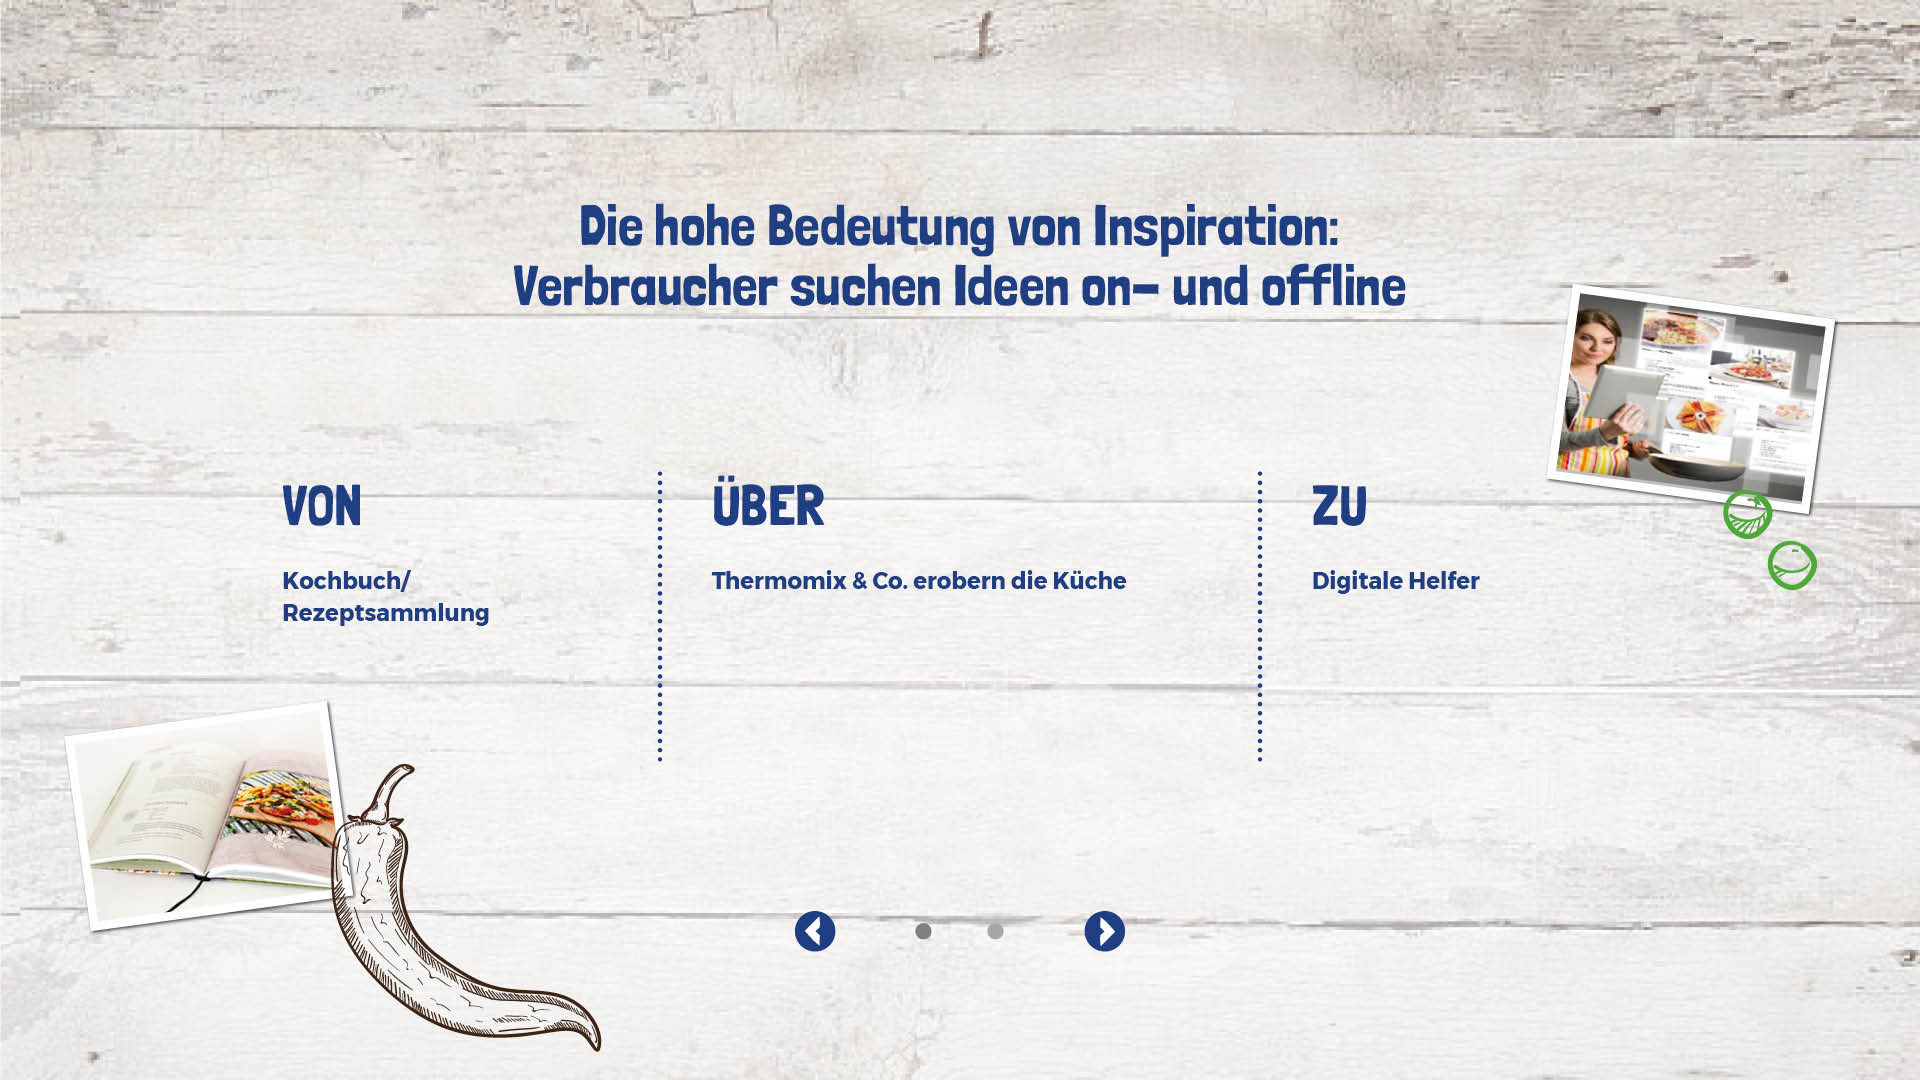 Die hohe Bedeutung von Inspiration:
Verbraucher suchen Ideen on- und offline
VON
Kochbuch/
Rezeptsammlung
ÜBER
Thermomix & Co. erobern die Küche
ZU
Digitale Helfer